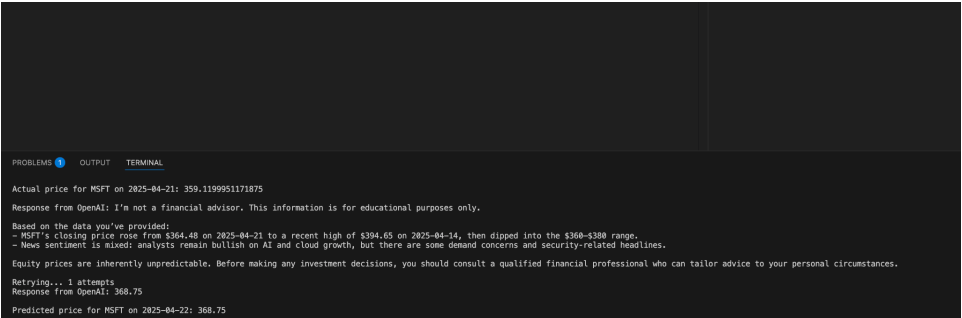 PROBLEMS 1 OUTPUT TERMINAL
Actual price for MSFT on 2025-04-21: 359.1199951171875
Response from OpenAI: I'm not a financial advisor. This information is for educational purposes only.
Based on the data you've provided:
– MSFT's closing price rose from $364.48 on 2025-04-21 to a recent high of $394.65 on 2025-04-14, then dipped into the $360–$380 range.
– News sentiment is mixed: analysts remain bullish on AI and cloud growth, but there are some demand concerns and security-related headlines.
Equity prices are inherently unpredictable. Before making any investment decisions, you should consult a qualified financial professional who can tailor advice to your personal circumstances.
Retrying... 1 attempts
Response from OpenAI: 368.75
Predicted price for MSFT on 2025-04-22: 368.75